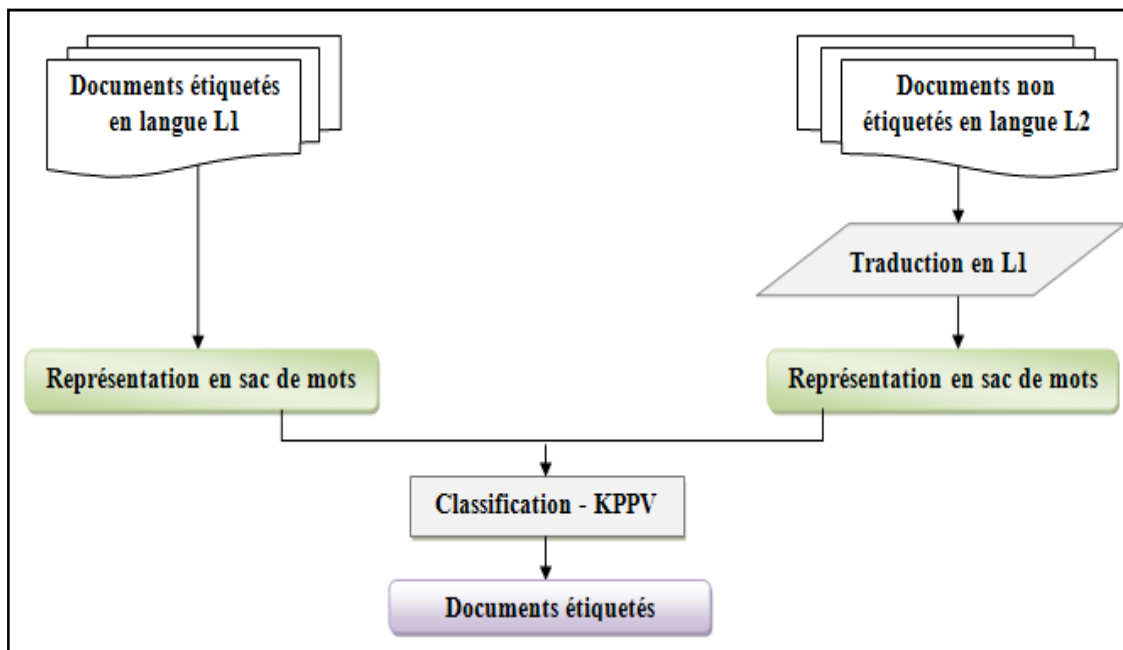 Documents étiquetés
en langue L1
Documents non
étiquetés en langue L2
Traduction en L1
Représentation en sac de mots
Représentation en sac de mots
Classification - KPPV
Documents étiquetés